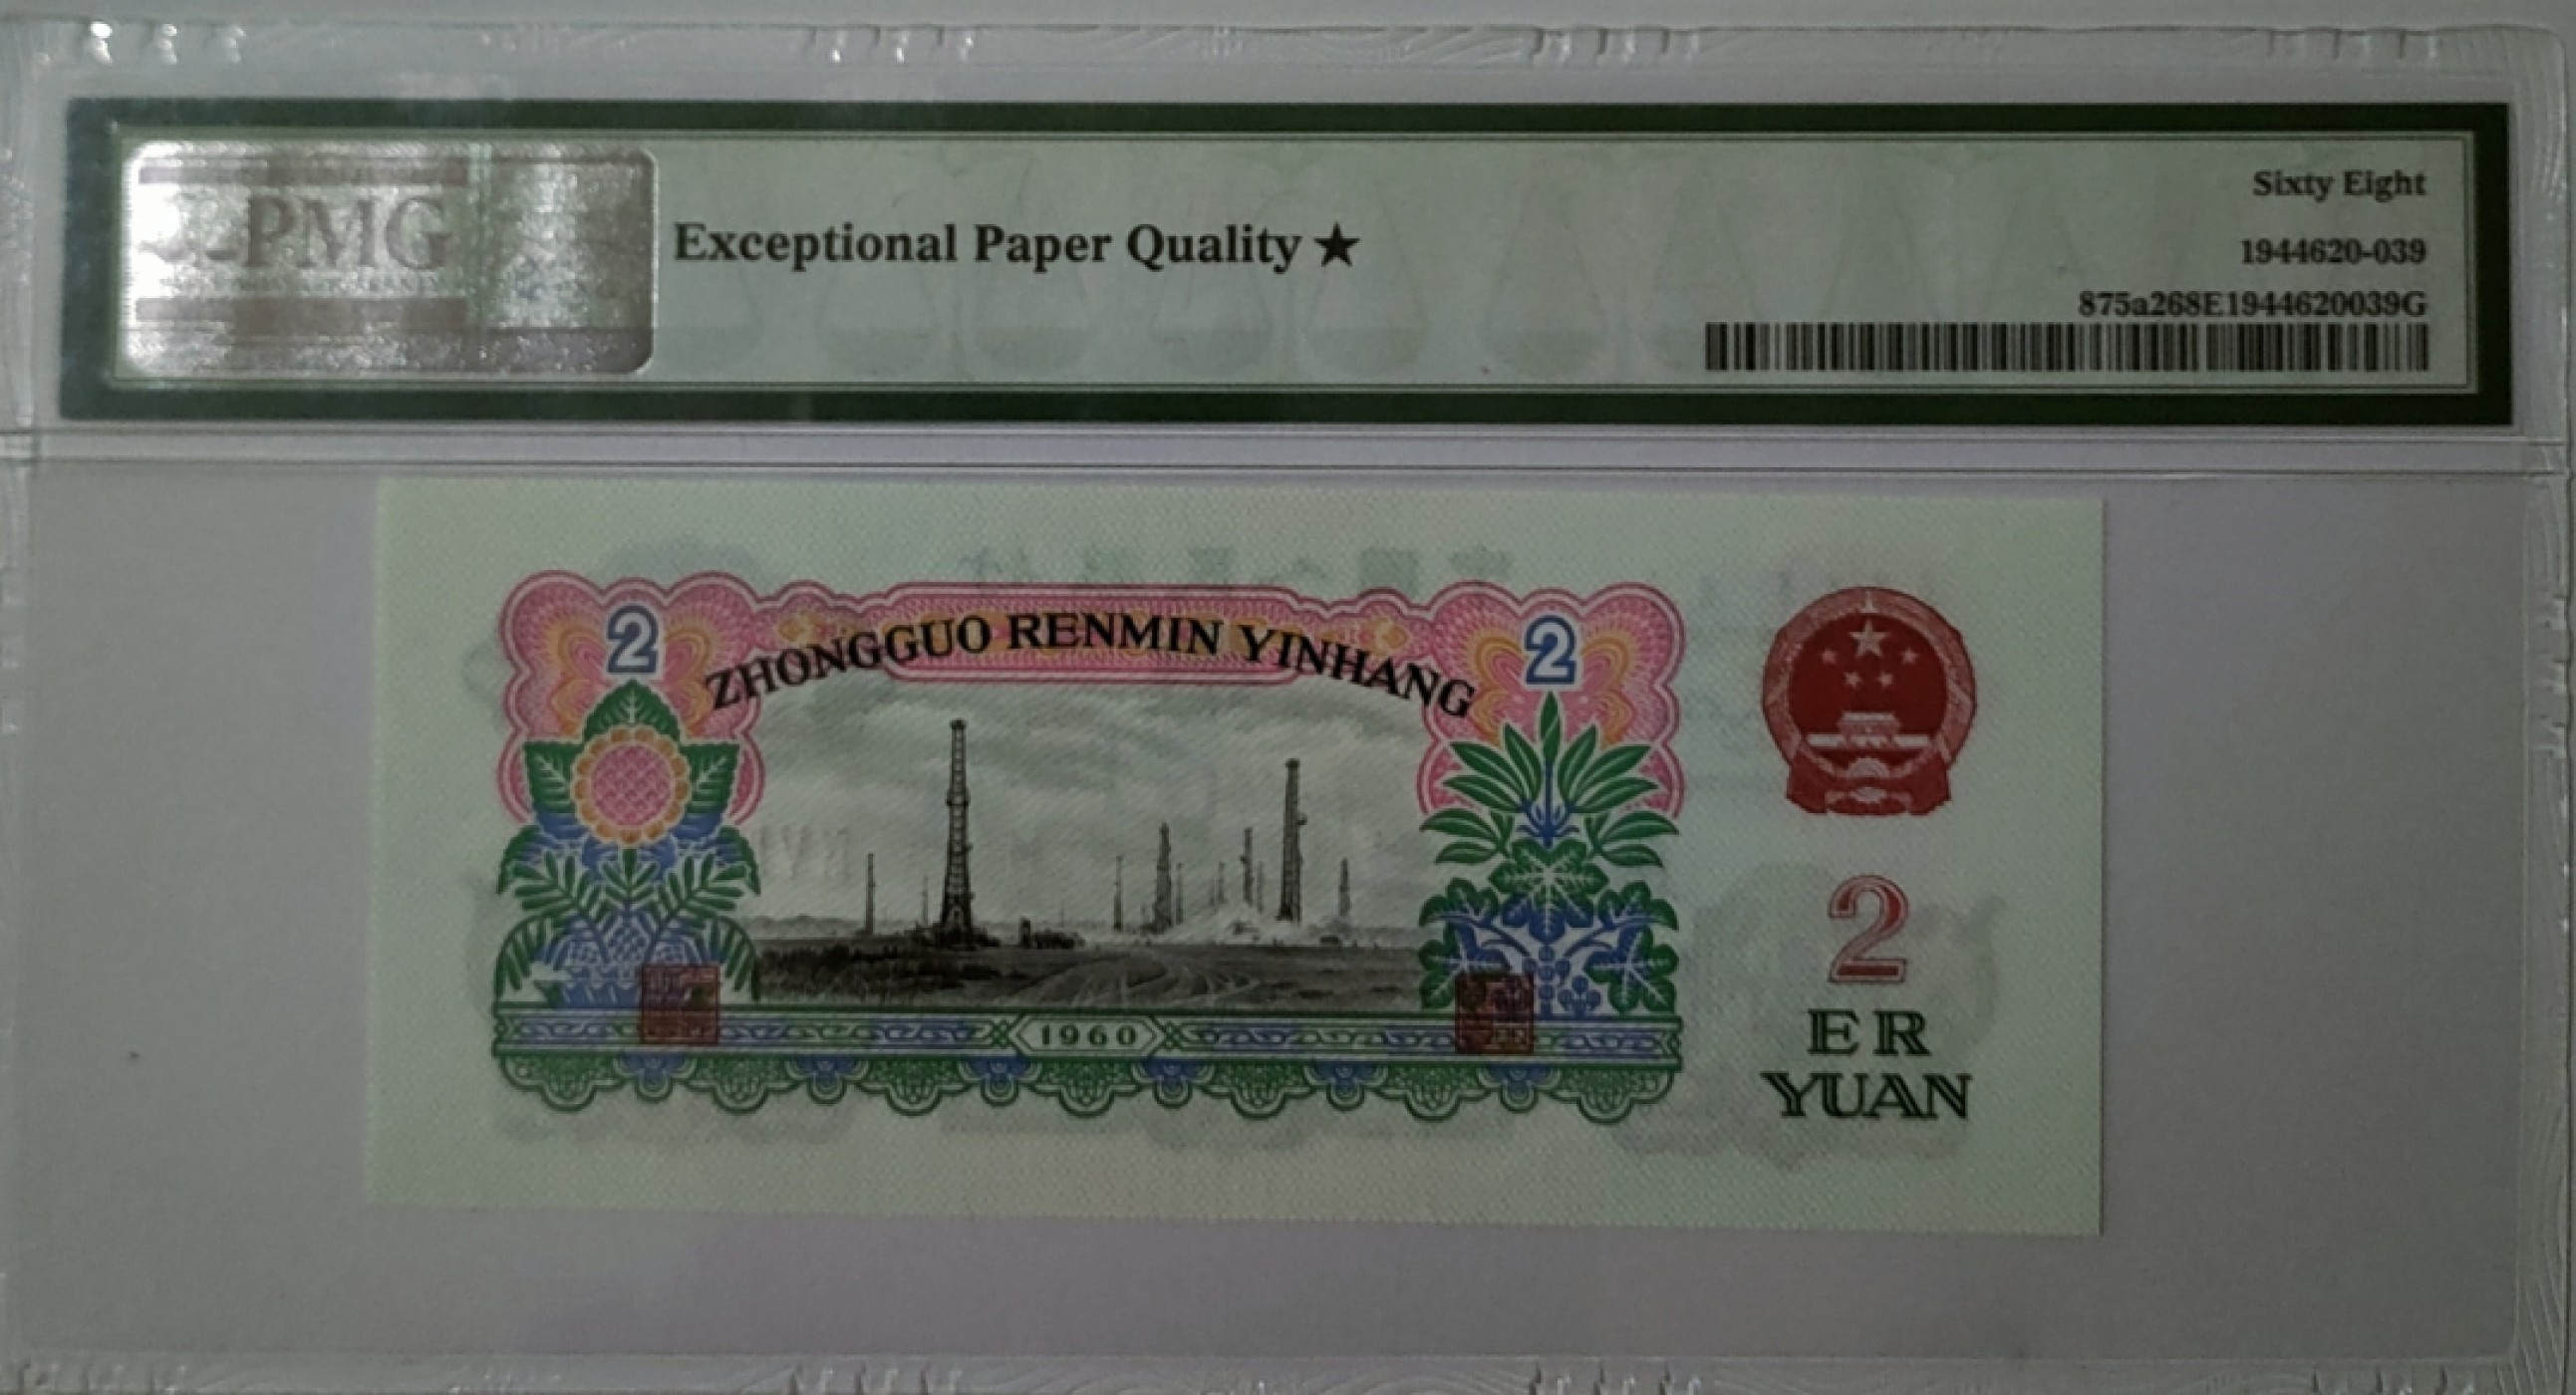 PMG
Exceptional Paper Quality ★
Sixty Eight
1944620-039
875a268E1944620039G
2
2
ZHONGGUO RENMIN YINHANG
1960
2
ER
YUAN